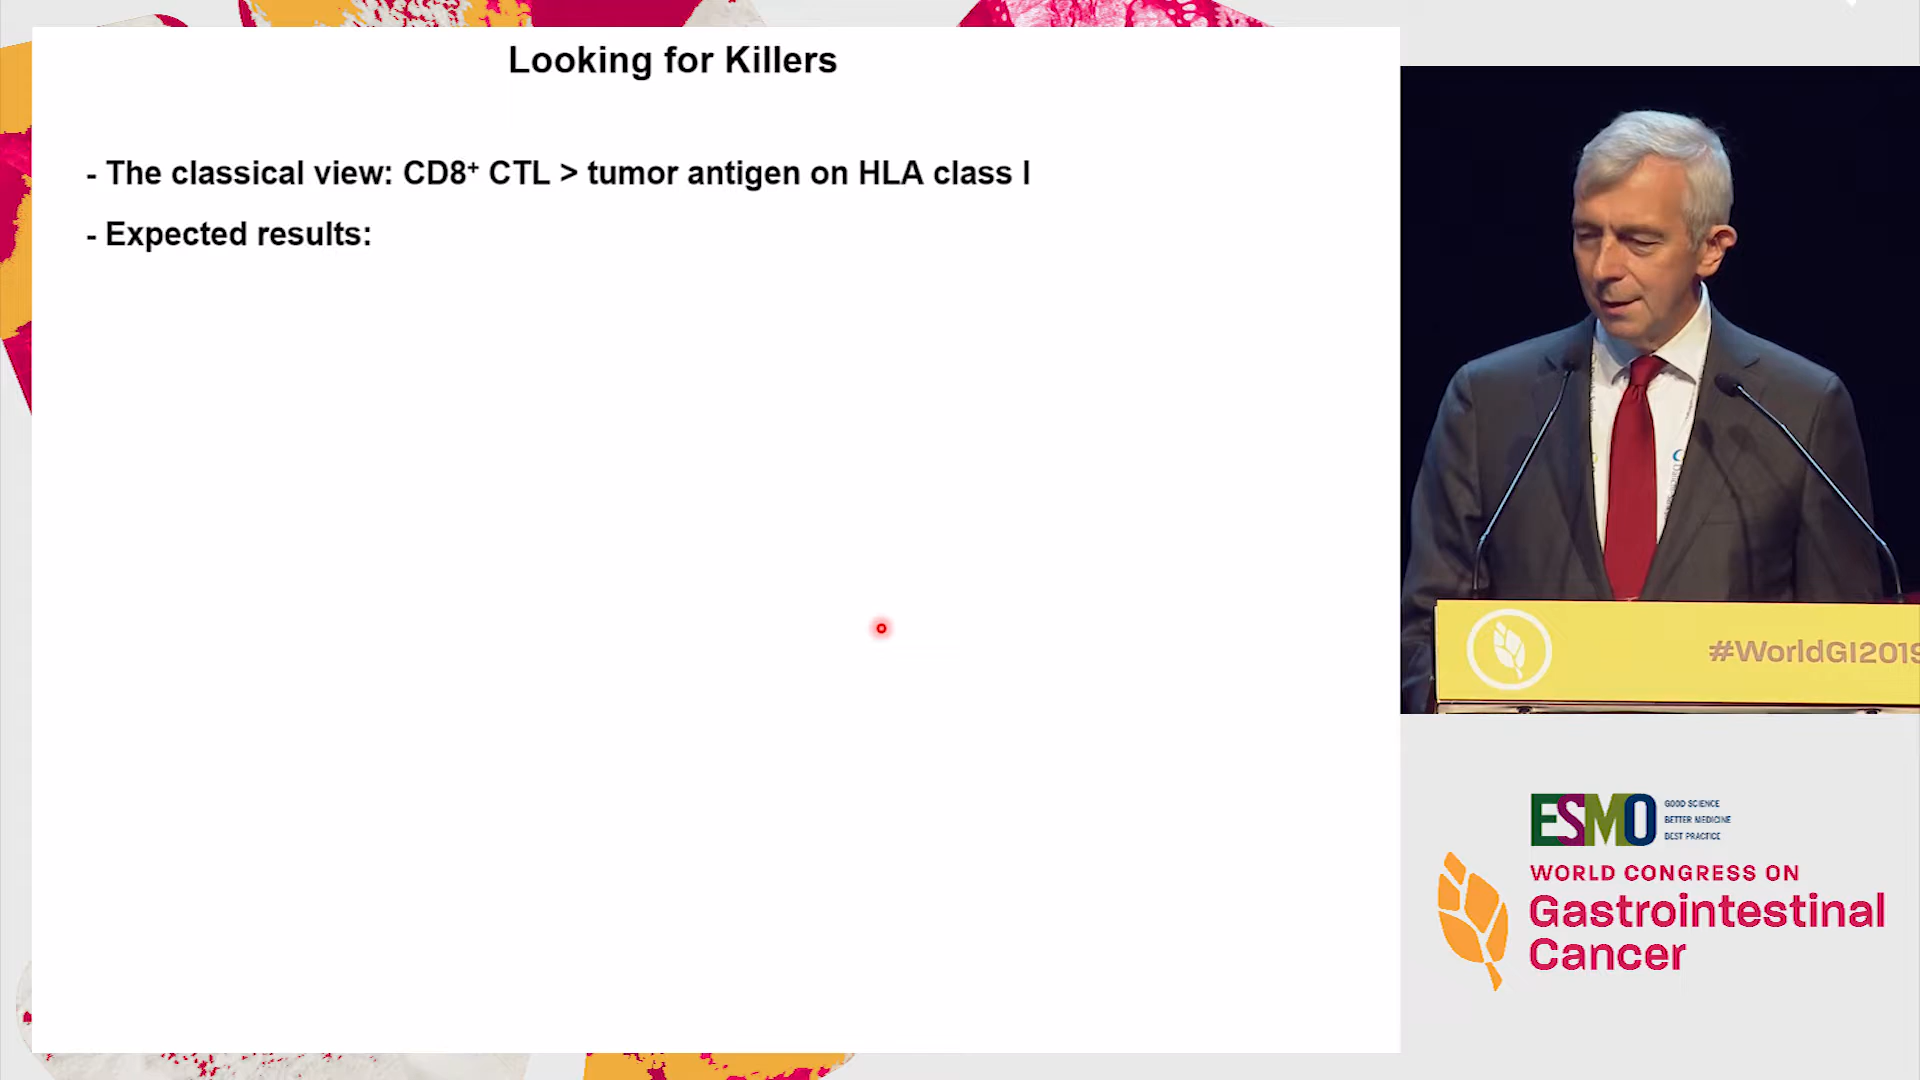 Looking for Killers
- The classical view: CD8⁺ CTL > tumor antigen on HLA class I
- Expected results:
#WorldGI2019
ESMO
GOOD SCIENCE
BETTER MEDICINE
BEST PRACTICE
WORLD CONGRESS ON
Gastrointestinal
Cancer